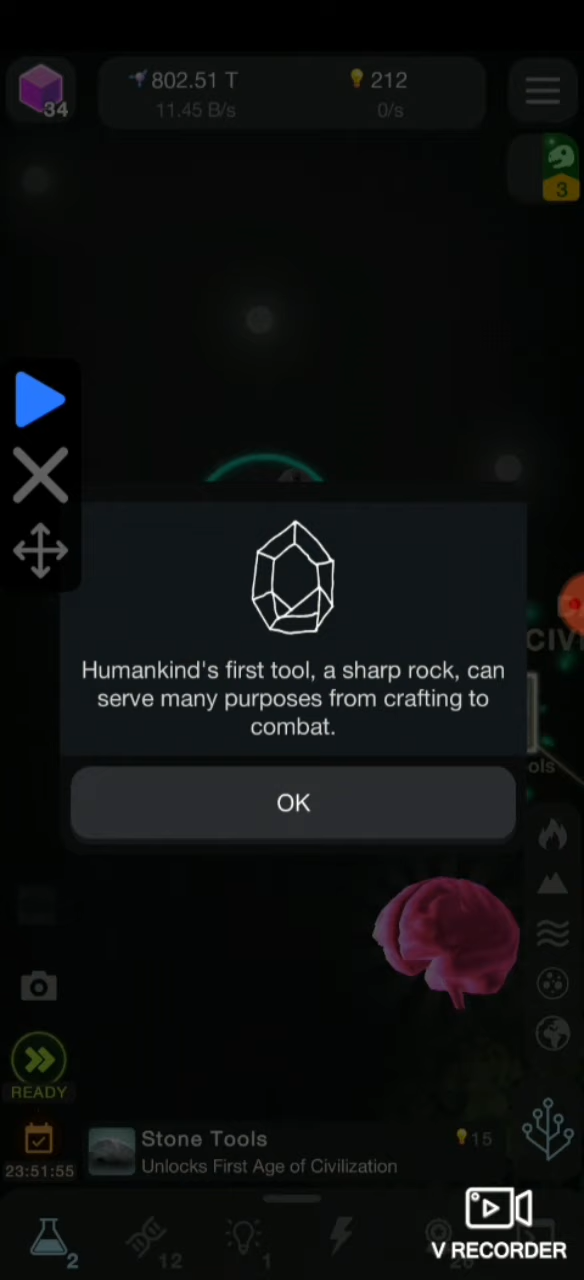 34
802.51 T
212
11.45 B/s
0/s
3
Humankind's first tool, a sharp rock, can
serve many purposes from crafting to
combat.
CIVI
ols
OK
READY
Stone Tools
15
Unlocks First Age of Civilization
23:51:55
2
12
1
V RECORDER